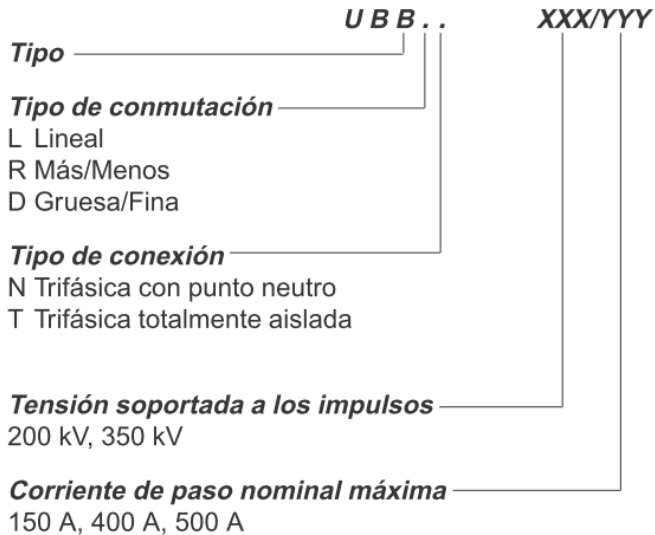 U B B . . XXX/YYY
Tipo
Tipo de conmutación
L Lineal
R Más/Menos
D Gruesa/Fina
Tipo de conexión
N Trifásica con punto neutro
T Trifásica totalmente aislada
Tensión soportada a los impulsos
200 kV, 350 kV
Corriente de paso nominal máxima
150 A, 400 A, 500 A